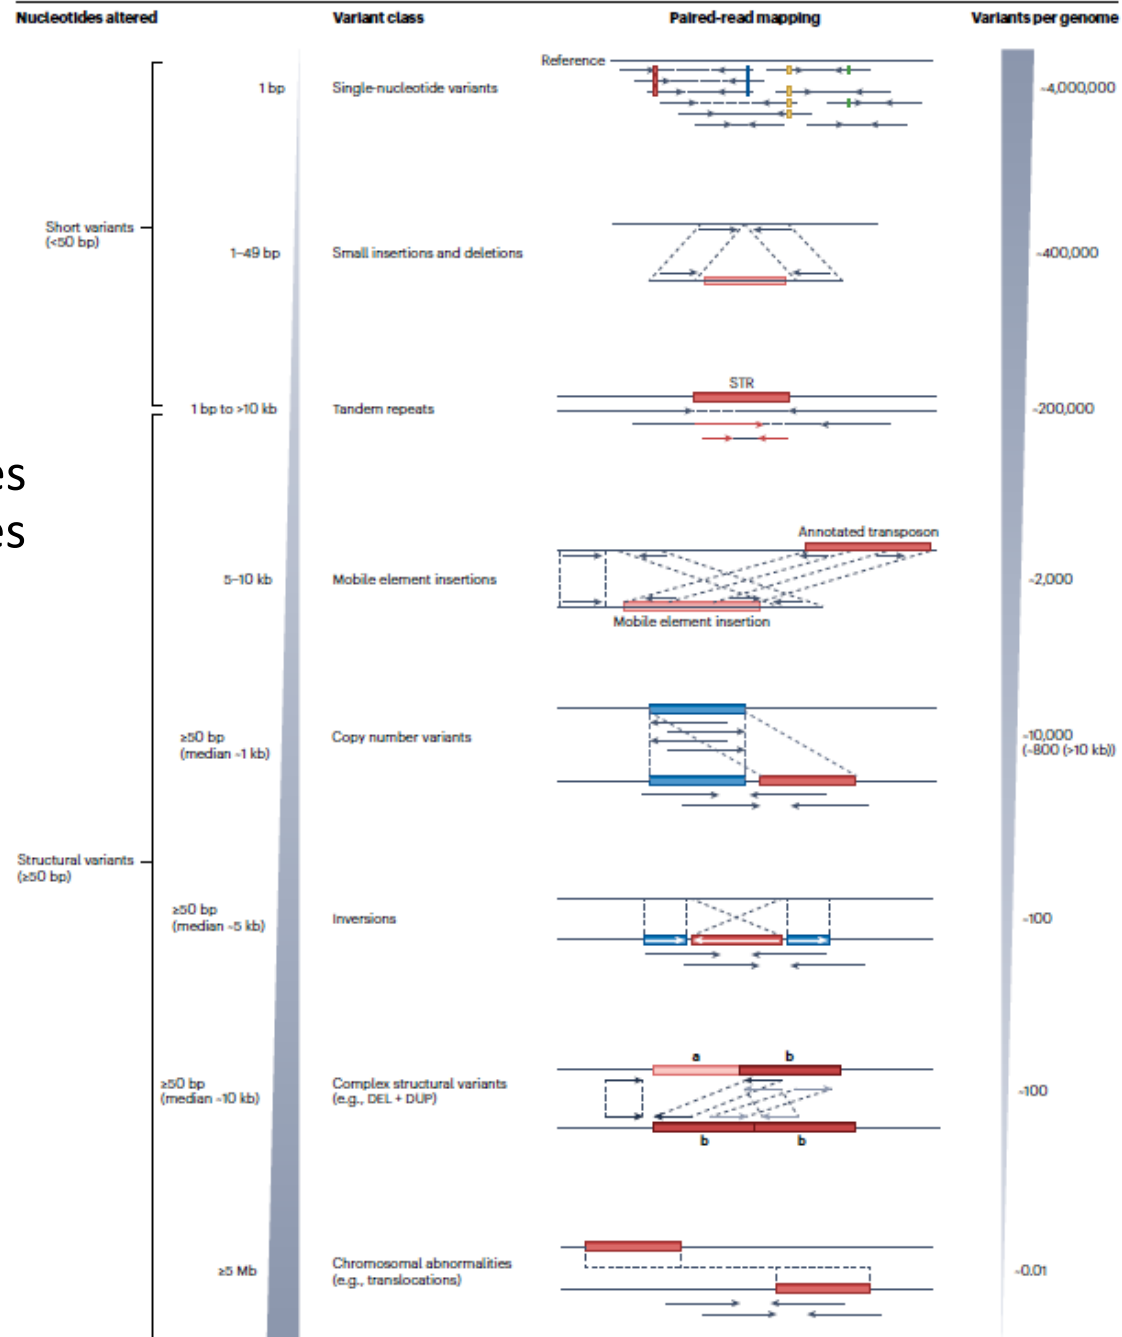 Nucleotides altered
Variant class
Paired-read mapping
Variants per genome
Reference
1 bp
Single-nucleotide variants
~4,000,000
Short variants
(<50 bp)
1–49 bp
Small insertions and deletions
~400,000
STR
1 bp to >10 kb
Tandem repeats
~200,000
es
es
Annotated transposon
5–10 kb
Mobile element insertions
~2,000
Mobile element insertion
≥50 bp
(median ~1 kb)
Copy number variants
~10,000
(~800 (>10 kb))
Structural variants
(≥50 bp)
≥50 bp
(median ~5 kb)
Inversions
~100
a
b
≥50 bp
(median ~10 kb)
Complex structural variants
(e.g., DEL + DUP)
~100
b
b
≥5 Mb
Chromosomal abnormalities
(e.g., translocations)
~0.01